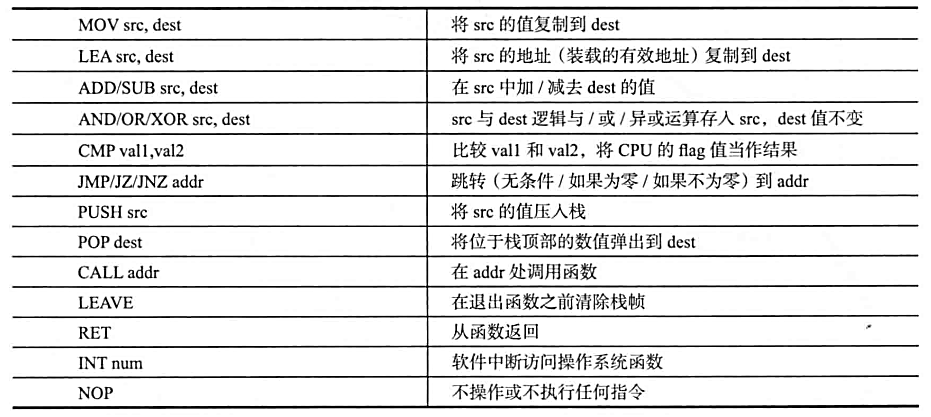 MOV src, dest 将 src 的值复制到 dest
LEA src, dest 将 src 的地址（装载的有效地址）复制到 dest
ADD/SUB src, dest 在 src 中加 / 减去 dest 的值
AND/OR/XOR src, dest src 与 dest 逻辑与 / 或 / 异或运算存入 src，dest 值不变
CMP val1,val2 比较 val1 和 val2，将 CPU 的 flag 值当作结果
JMP/JZ/JNZ addr 跳转（无条件 / 如果为零 / 如果不为零）到 addr
PUSH src 将 src 的值压入栈
POP dest 将位于栈顶部的数值弹出到 dest
CALL addr 在 addr 处调用函数
LEAVE 在退出函数之前清除栈帧
RET 从函数返回
INT num 软件中断访问操作系统函数
NOP 不操作或不执行任何指令